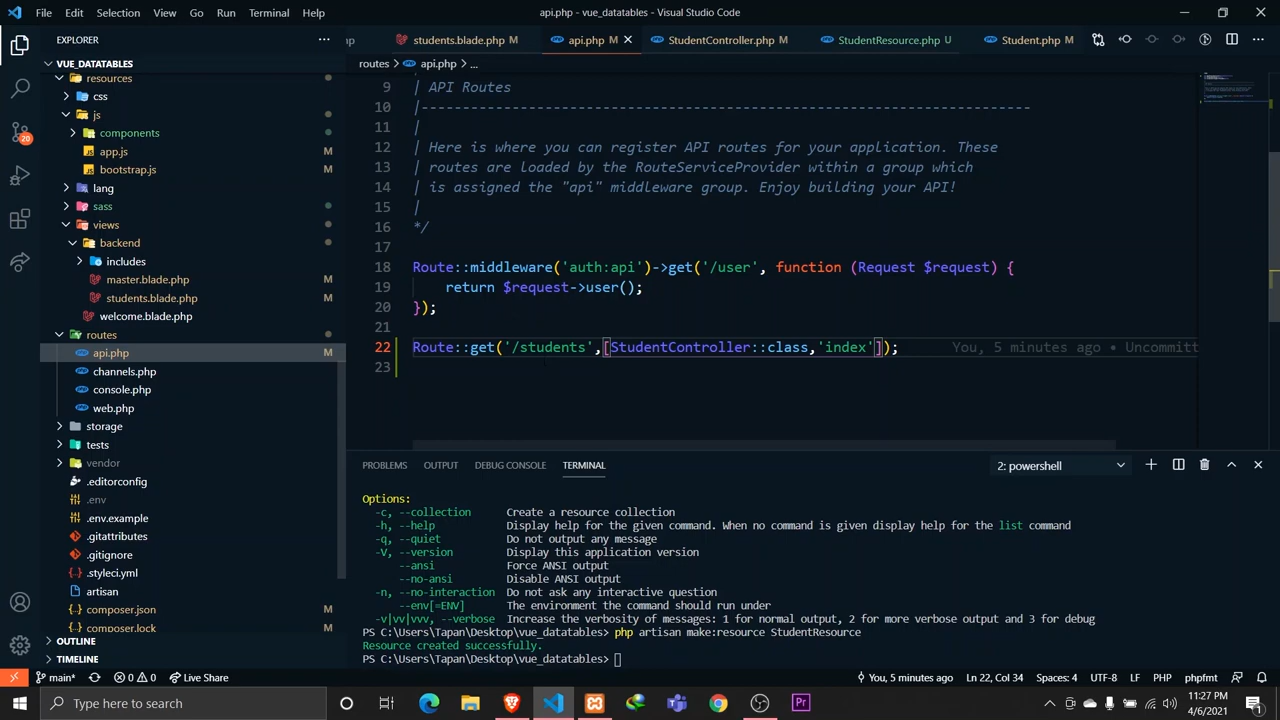 File Edit Selection View Go Run Terminal Help
api.php - vue_datatables - Visual Studio Code
EXPLORER
VUE_DATATABLES
resources
css
js
components
app.js M
bootstrap.js M
lang
sass
views
backend
includes
master.blade.php M
students.blade.php M
welcome.blade.php
routes
api.php M
channels.php
console.php
web.php
storage
tests
vendor
.editorconfig
.env
.env.example
.gitattributes
.gitignore
.styleci.yml
artisan
composer.json M
composer.lock M
OUTLINE
TIMELINE
20
hp students.blade.php M api.php M StudentController.php M StudentResource.php U Student.php M
routes > api.php > ...
9 | API Routes
10 |--------------------------------------------------------------------------
11 |
12 | Here is where you can register API routes for your application. These
13 | routes are loaded by the RouteServiceProvider within a group which
14 | is assigned the "api" middleware group. Enjoy building your API!
15 |
16 */
17
18 Route::middleware('auth:api')->get('/user', function (Request $request) {
19 return $request->user();
20 });
21
22 Route::get('/students',[StudentController::class,'index']); You, 5 minutes ago • Uncommitt
23
PROBLEMS OUTPUT DEBUG CONSOLE TERMINAL 2: powershell
Options:
-c, --collection Create a resource collection
-h, --help Display help for the given command. When no command is given display help for the list command
-q, --quiet Do not output any message
-V, --version Display this application version
--ansi Force ANSI output
--no-ansi Disable ANSI output
-n, --no-interaction Do not ask any interactive question
--env[=ENV] The environment the command should run under
-v|vv|vvv, --verbose Increase the verbosity of messages: 1 for normal output, 2 for more verbose output and 3 for debug
PS C:\Users\Tapan\Desktop\vue_datatables> php artisan make:resource StudentResource
Resource created successfully.
PS C:\Users\Tapan\Desktop\vue_datatables>
main* 0 0 Live Share You, 5 minutes ago Ln 22, Col 34 Spaces: 4 UTF-8 LF PHP phpfmt
Type here to search
Pr
11:27 PM
4/6/2021
1